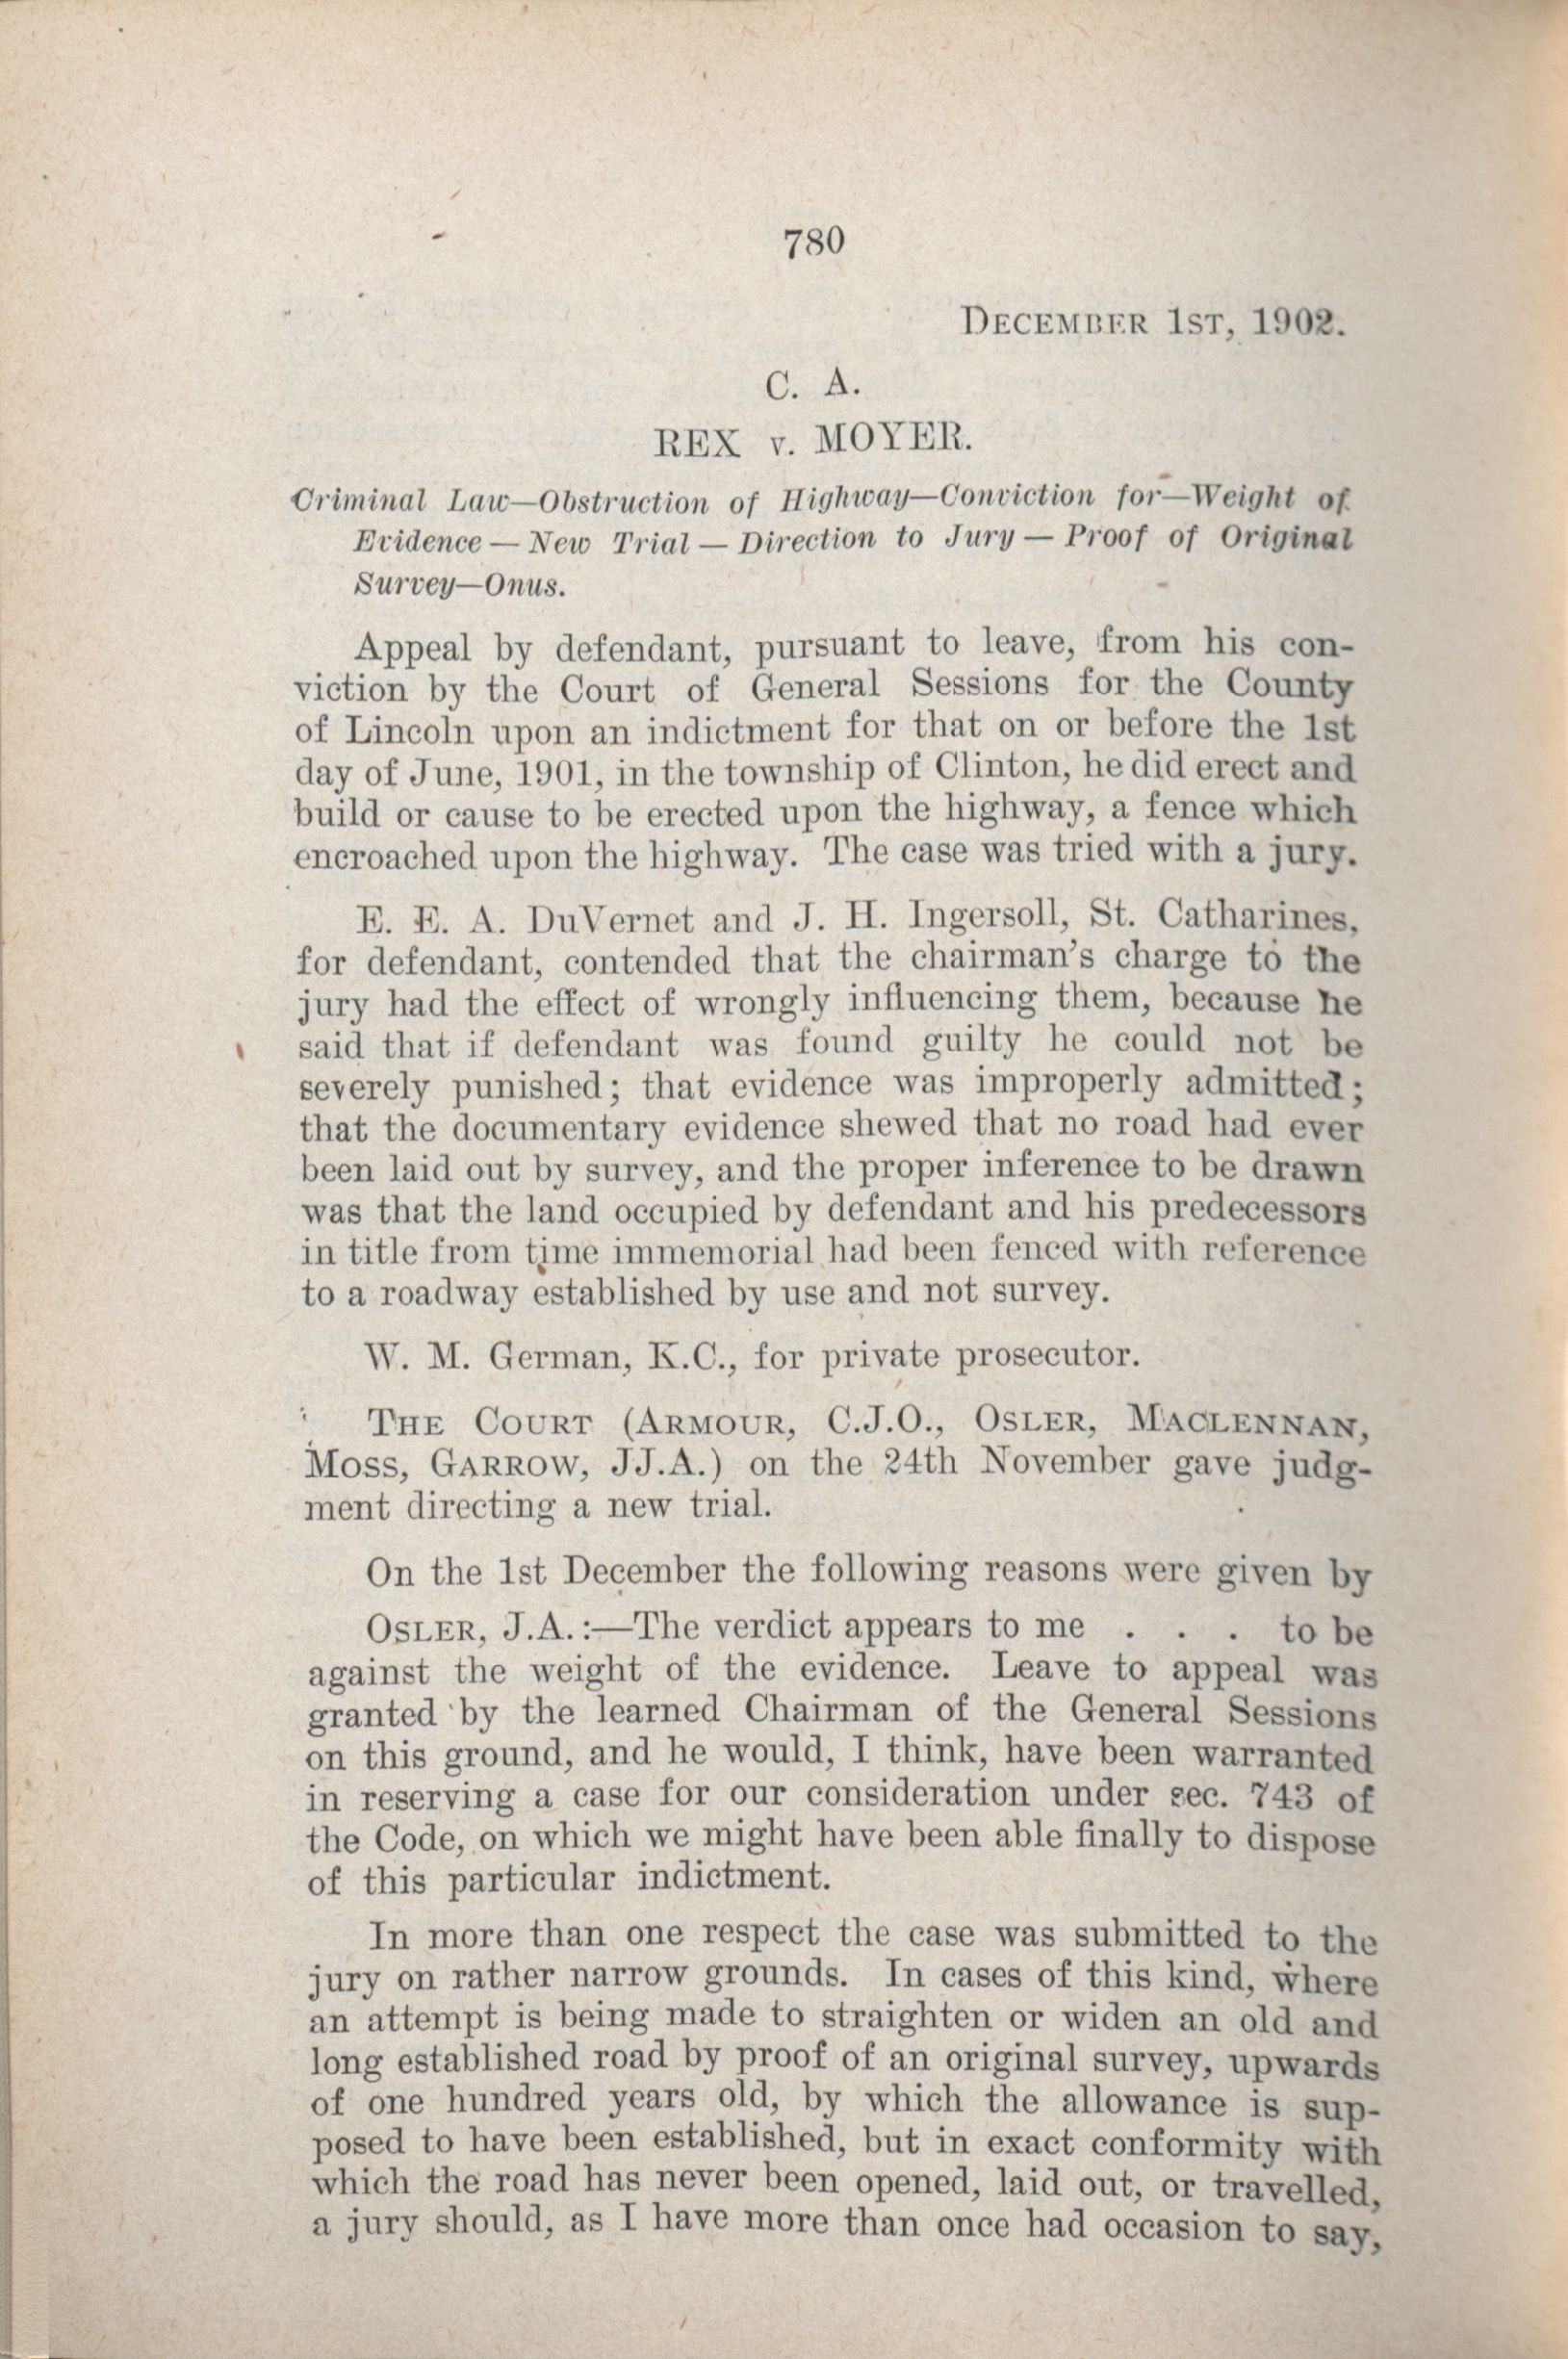 780
DECEMBER 1ST, 1902.
C. A.
REX v. MOYER.
Criminal Law—Obstruction of Highway—Conviction for—Weight of
Evidence — New Trial — Direction to Jury — Proof of Original
Survey—Onus.
Appeal by defendant, pursuant to leave, from his con-
viction by the Court of General Sessions for the County
of Lincoln upon an indictment for that on or before the 1st
day of June, 1901, in the township of Clinton, he did erect and
build or cause to be erected upon the highway, a fence which
encroached upon the highway. The case was tried with a jury.
E. E. A. DuVernet and J. H. Ingersoll, St. Catharines,
for defendant, contended that the chairman's charge to the
jury had the effect of wrongly influencing them, because he
said that if defendant was found guilty he could not be
severely punished; that evidence was improperly admitted;
that the documentary evidence shewed that no road had ever
been laid out by survey, and the proper inference to be drawn
was that the land occupied by defendant and his predecessors
in title from time immemorial had been fenced with reference
to a roadway established by use and not survey.
W. M. German, K.C., for private prosecutor.
THE COURT (ARMOUR, C.J.O., OSLER, MACLENNAN,
MOSS, GARROW, JJ.A.) on the 24th November gave judg-
ment directing a new trial.
On the 1st December the following reasons were given by
OSLER, J.A.:—The verdict appears to me . . . to be
against the weight of the evidence. Leave to appeal was
granted by the learned Chairman of the General Sessions
on this ground, and he would, I think, have been warranted
in reserving a case for our consideration under sec. 743 of
the Code, on which we might have been able finally to dispose
of this particular indictment.
In more than one respect the case was submitted to the
jury on rather narrow grounds. In cases of this kind, where
an attempt is being made to straighten or widen an old and
long established road by proof of an original survey, upwards
of one hundred years old, by which the allowance is sup-
posed to have been established, but in exact conformity with
which the road has never been opened, laid out, or travelled,
a jury should, as I have more than once had occasion to say,